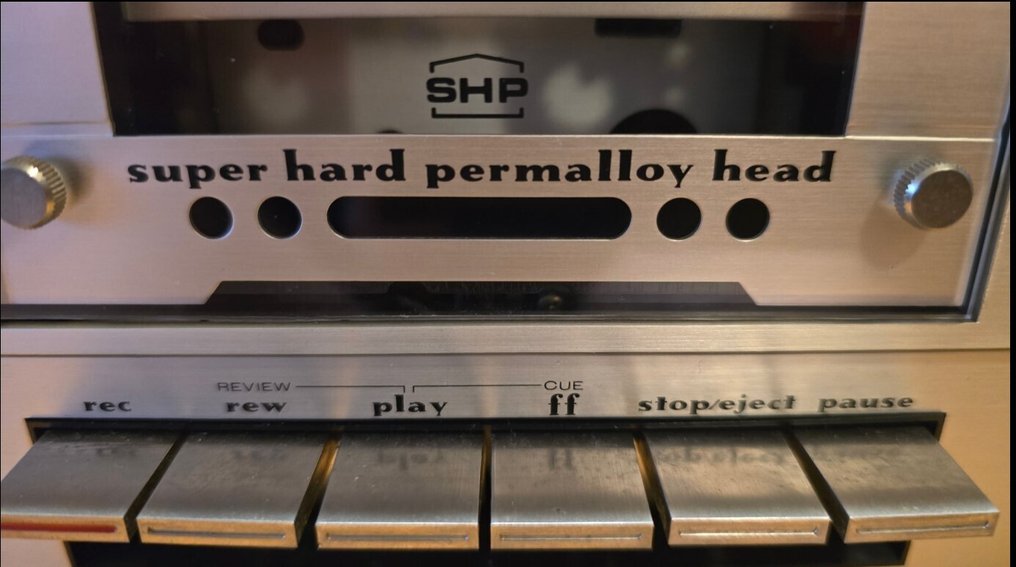 SHP
super hard permalloy head
REVIEW CUE
rec rew play ff stop/eject pause